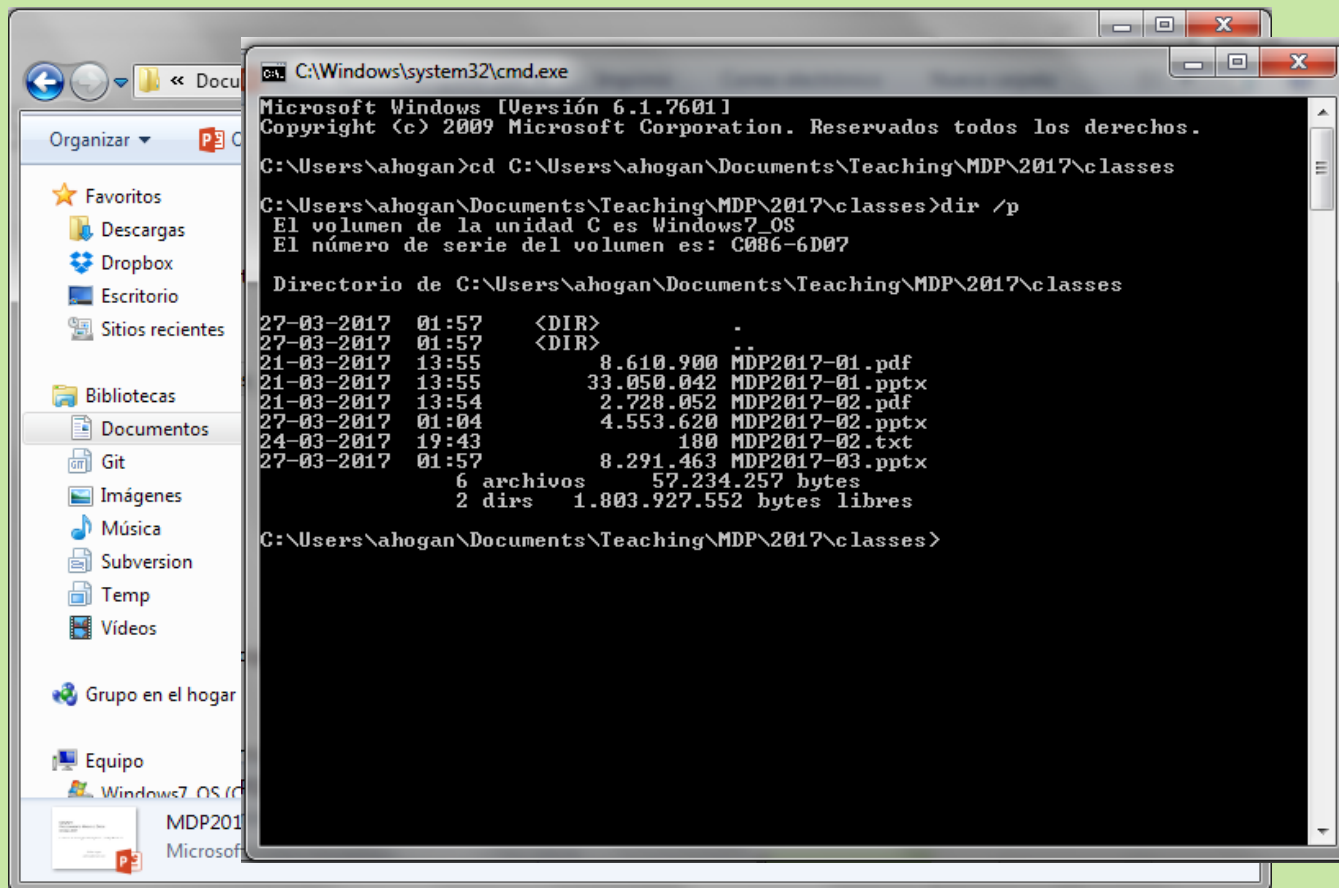 « Docu
Organizar
Favoritos
Descargas
Dropbox
Escritorio
Sitios recientes
Bibliotecas
Documentos
Git
Imágenes
Música
Subversion
Temp
Vídeos
Grupo en el hogar
Equipo
Windows7_OS (C
MDP201
Microsof
C:\Windows\system32\cmd.exe
Microsoft Windows [Versión 6.1.7601]
Copyright (c) 2009 Microsoft Corporation. Reservados todos los derechos.
C:\Users\ahogan>cd C:\Users\ahogan\Documents\Teaching\MDP\2017\classes
C:\Users\ahogan\Documents\Teaching\MDP\2017\classes>dir /p
El volumen de la unidad C es Windows7_OS
El número de serie del volumen es: C086-6D07
Directorio de C:\Users\ahogan\Documents\Teaching\MDP\2017\classes
27-03-2017 01:57 <DIR> .
27-03-2017 01:57 <DIR> ..
21-03-2017 13:55 8.610.900 MDP2017-01.pdf
21-03-2017 13:55 33.050.042 MDP2017-01.pptx
21-03-2017 13:54 2.728.052 MDP2017-02.pdf
27-03-2017 01:04 4.553.620 MDP2017-02.pptx
24-03-2017 19:43 180 MDP2017-02.txt
27-03-2017 01:57 8.291.463 MDP2017-03.pptx
6 archivos 57.234.257 bytes
2 dirs 1.803.927.552 bytes libres
C:\Users\ahogan\Documents\Teaching\MDP\2017\classes>